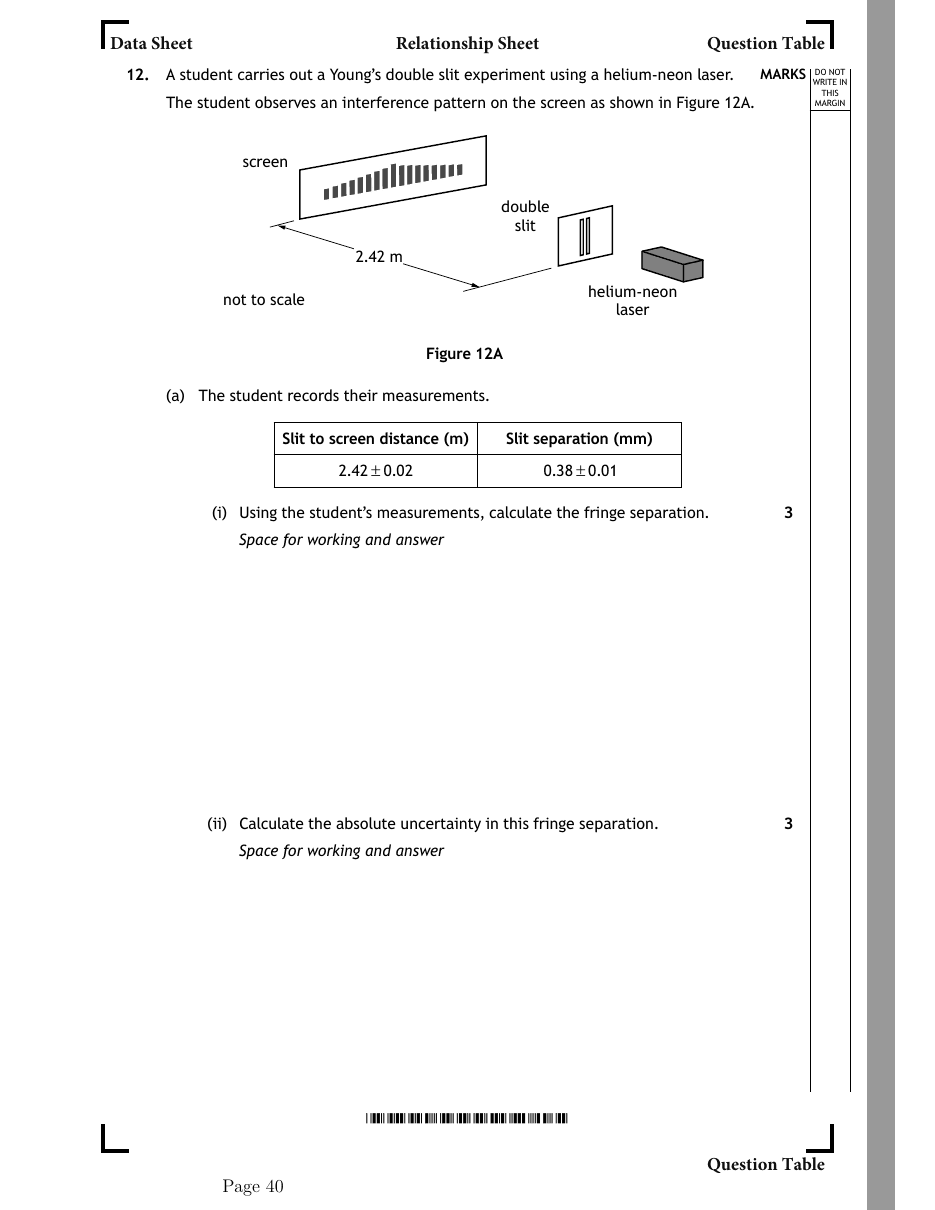 Data Sheet Relationship Sheet Question Table
12. A student carries out a Young’s double slit experiment using a helium-neon laser. MARKS
DO NOT
WRITE IN
THIS
MARGIN
The student observes an interference pattern on the screen as shown in Figure 12A.
screen
double
slit
2.42 m
helium-neon
laser
not to scale
Figure 12A
(a) The student records their measurements.
Slit to screen distance (m) Slit separation (mm)
2.42 ± 0.02 0.38 ± 0.01
(i) Using the student’s measurements, calculate the fringe separation. 3
Space for working and answer
(ii) Calculate the absolute uncertainty in this fringe separation. 3
Space for working and answer
Question Table
Page 40